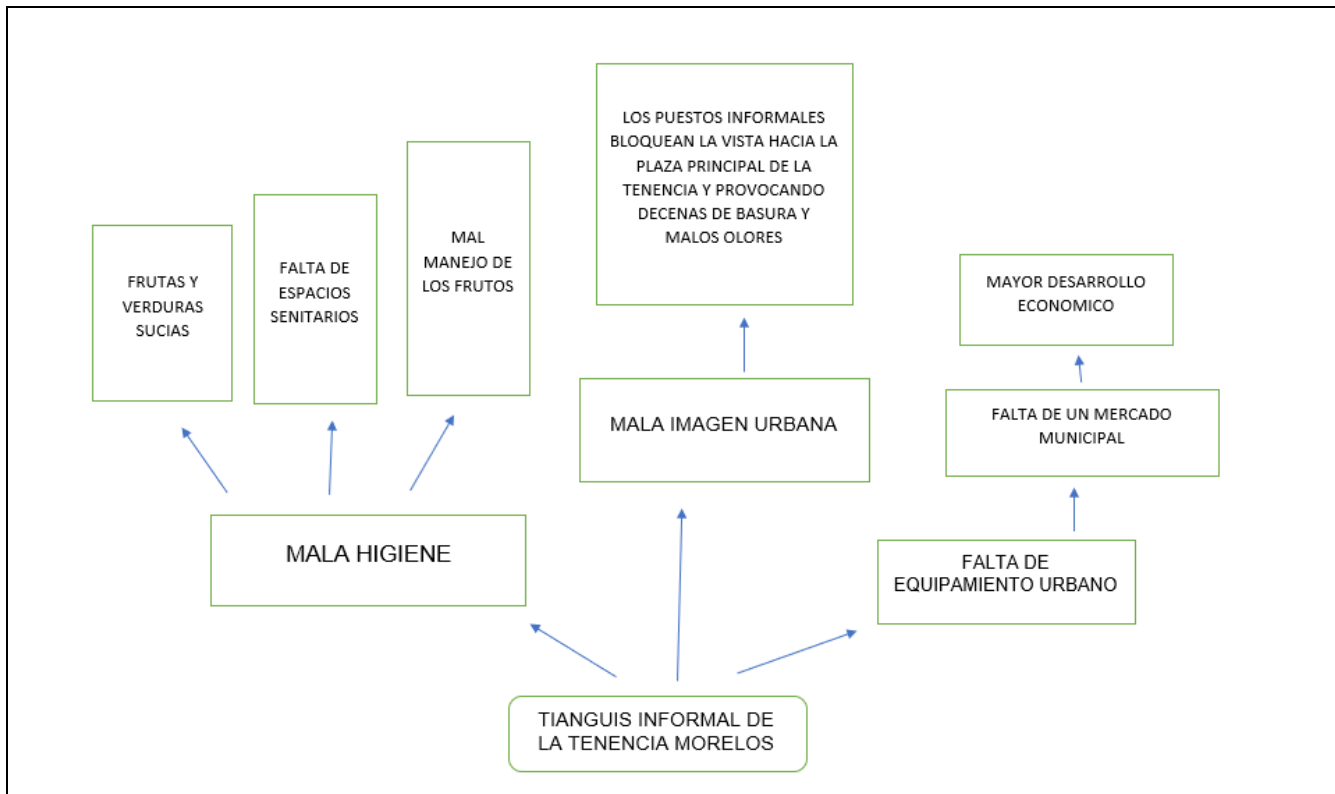 LOS PUESTOS INFORMALES
BLOQUEAN LA VISTA HACIA LA
PLAZA PRINCIPAL DE LA
TENENCIA Y PROVOCANDO
DECENAS DE BASURA Y
MALOS OLORES
MAL
MANEJO DE
LOS FRUTOS
FALTA DE
ESPACIOS
SENITARIOS
FRUTAS Y
VERDURAS
SUCIAS
MAYOR DESARROLLO
ECONOMICO
MALA IMAGEN URBANA
FALTA DE UN MERCADO
MUNICIPAL
MALA HIGIENE
FALTA DE
EQUIPAMIENTO URBANO
TIANGUIS INFORMAL DE
LA TENENCIA MORELOS